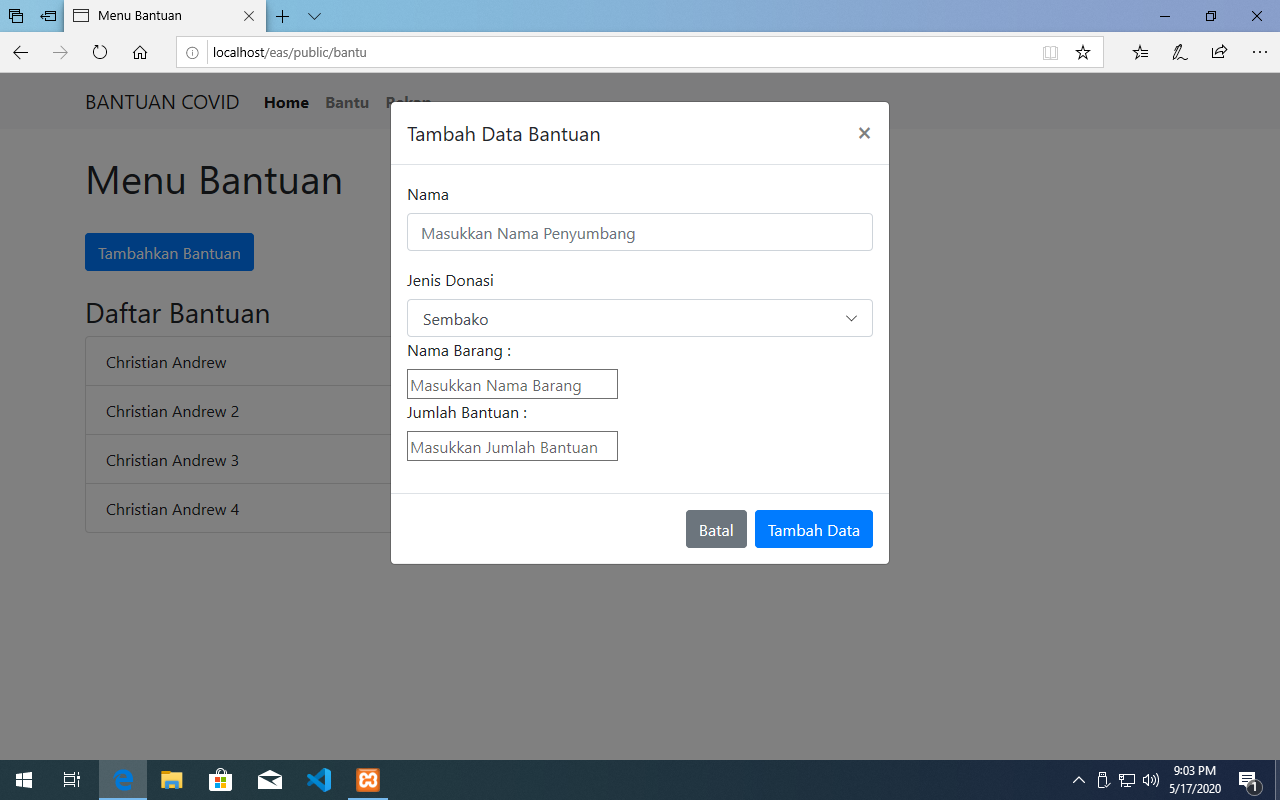 Menu Bantuan
localhost/eas/public/bantu
BANTUAN COVID Home Bantu Rekap
Menu Bantuan
Tambahkan Bantuan
Daftar Bantuan
Christian Andrew
Christian Andrew 2
Christian Andrew 3
Christian Andrew 4
Tambah Data Bantuan ×
Nama
Masukkan Nama Penyumbang
Jenis Donasi
Sembako
Nama Barang :
Masukkan Nama Barang
Jumlah Bantuan :
Masukkan Jumlah Bantuan
Batal Tambah Data
9:03 PM
5/17/2020
1